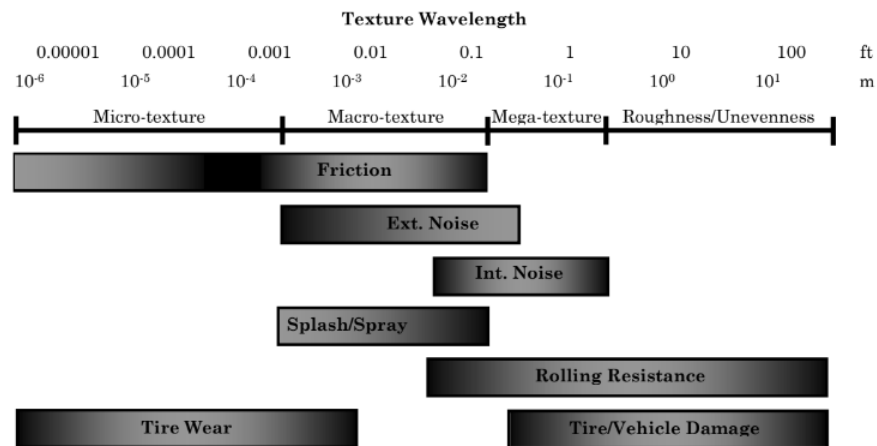 Texture Wavelength
0.00001 0.0001 0.001 0.01 0.1 1 10 100 ft
10⁻⁶ 10⁻⁵ 10⁻⁴ 10⁻³ 10⁻² 10⁻¹ 10⁰ 10¹ m
Micro-texture Macro-texture Mega-texture Roughness/Unevenness
Friction
Ext. Noise
Int. Noise
Splash/Spray
Rolling Resistance
Tire Wear Tire/Vehicle Damage